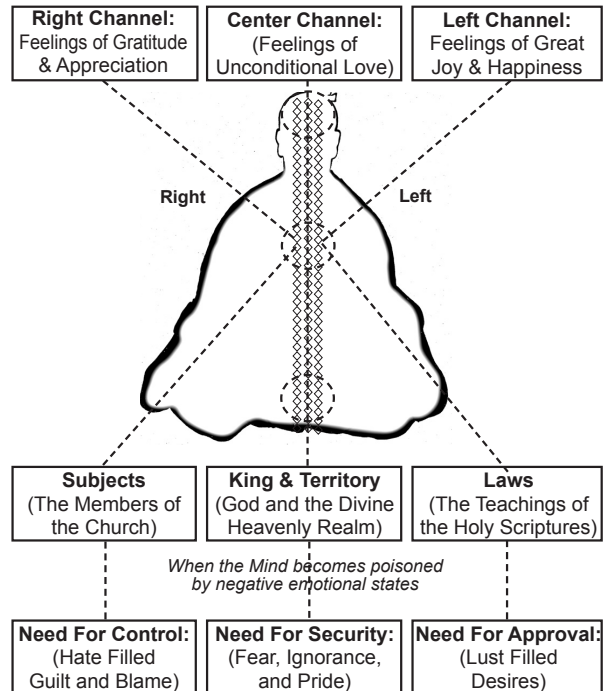 Right Channel:
Feelings of Gratitude
& Appreciation
Center Channel:
(Feelings of
Unconditional Love)
Left Channel:
Feelings of Great
Joy & Happiness
Right
Left
Subjects
(The Members of
the Church)
King & Territory
(God and the Divine
Heavenly Realm)
Laws
(The Teachings of
the Holy Scriptures)
When the Mind becomes poisoned
by negative emotional states
Need For Control:
(Hate Filled
Guilt and Blame)
Need For Security:
(Fear, Ignorance,
and Pride)
Need For Approval:
(Lust Filled
Desires)